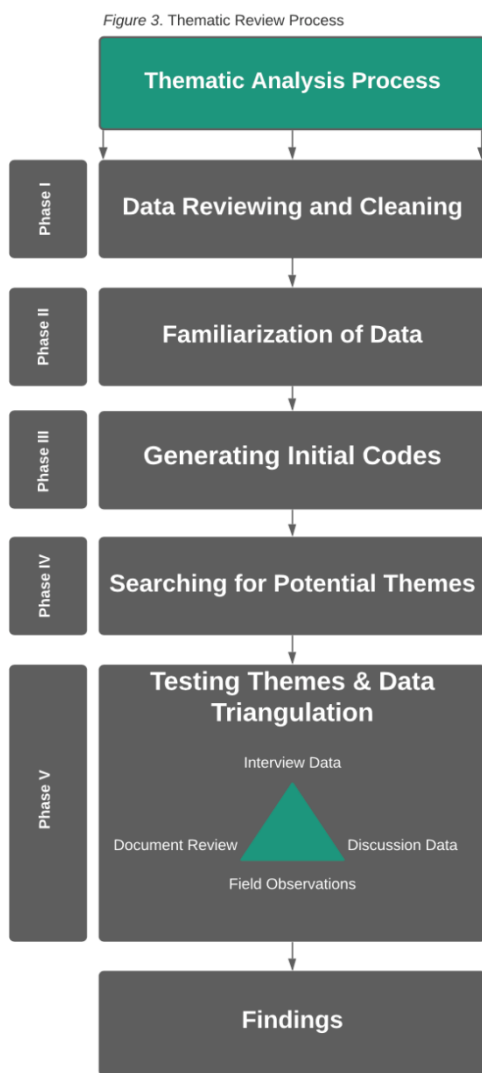 Figure 3. Thematic Review Process
Thematic Analysis Process
Phase I
Data Reviewing and Cleaning
Phase II
Familiarization of Data
Phase III
Generating Initial Codes
Phase IV
Searching for Potential Themes
Phase V
Testing Themes & Data
Triangulation
Interview Data
Document Review
Discussion Data
Field Observations
Findings